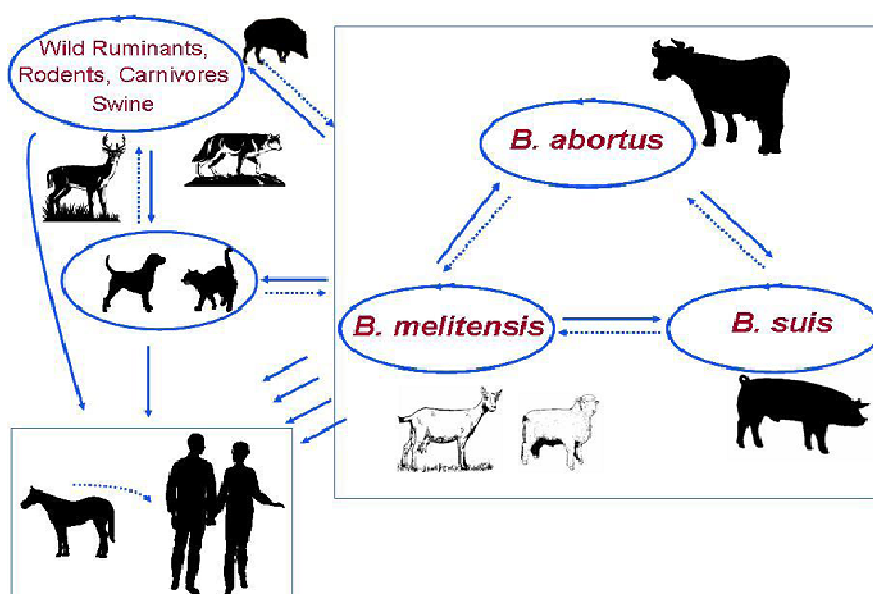 Wild Ruminants,
Rodents, Carnivores
Swine
B. abortus
B. melitensis
B. suis